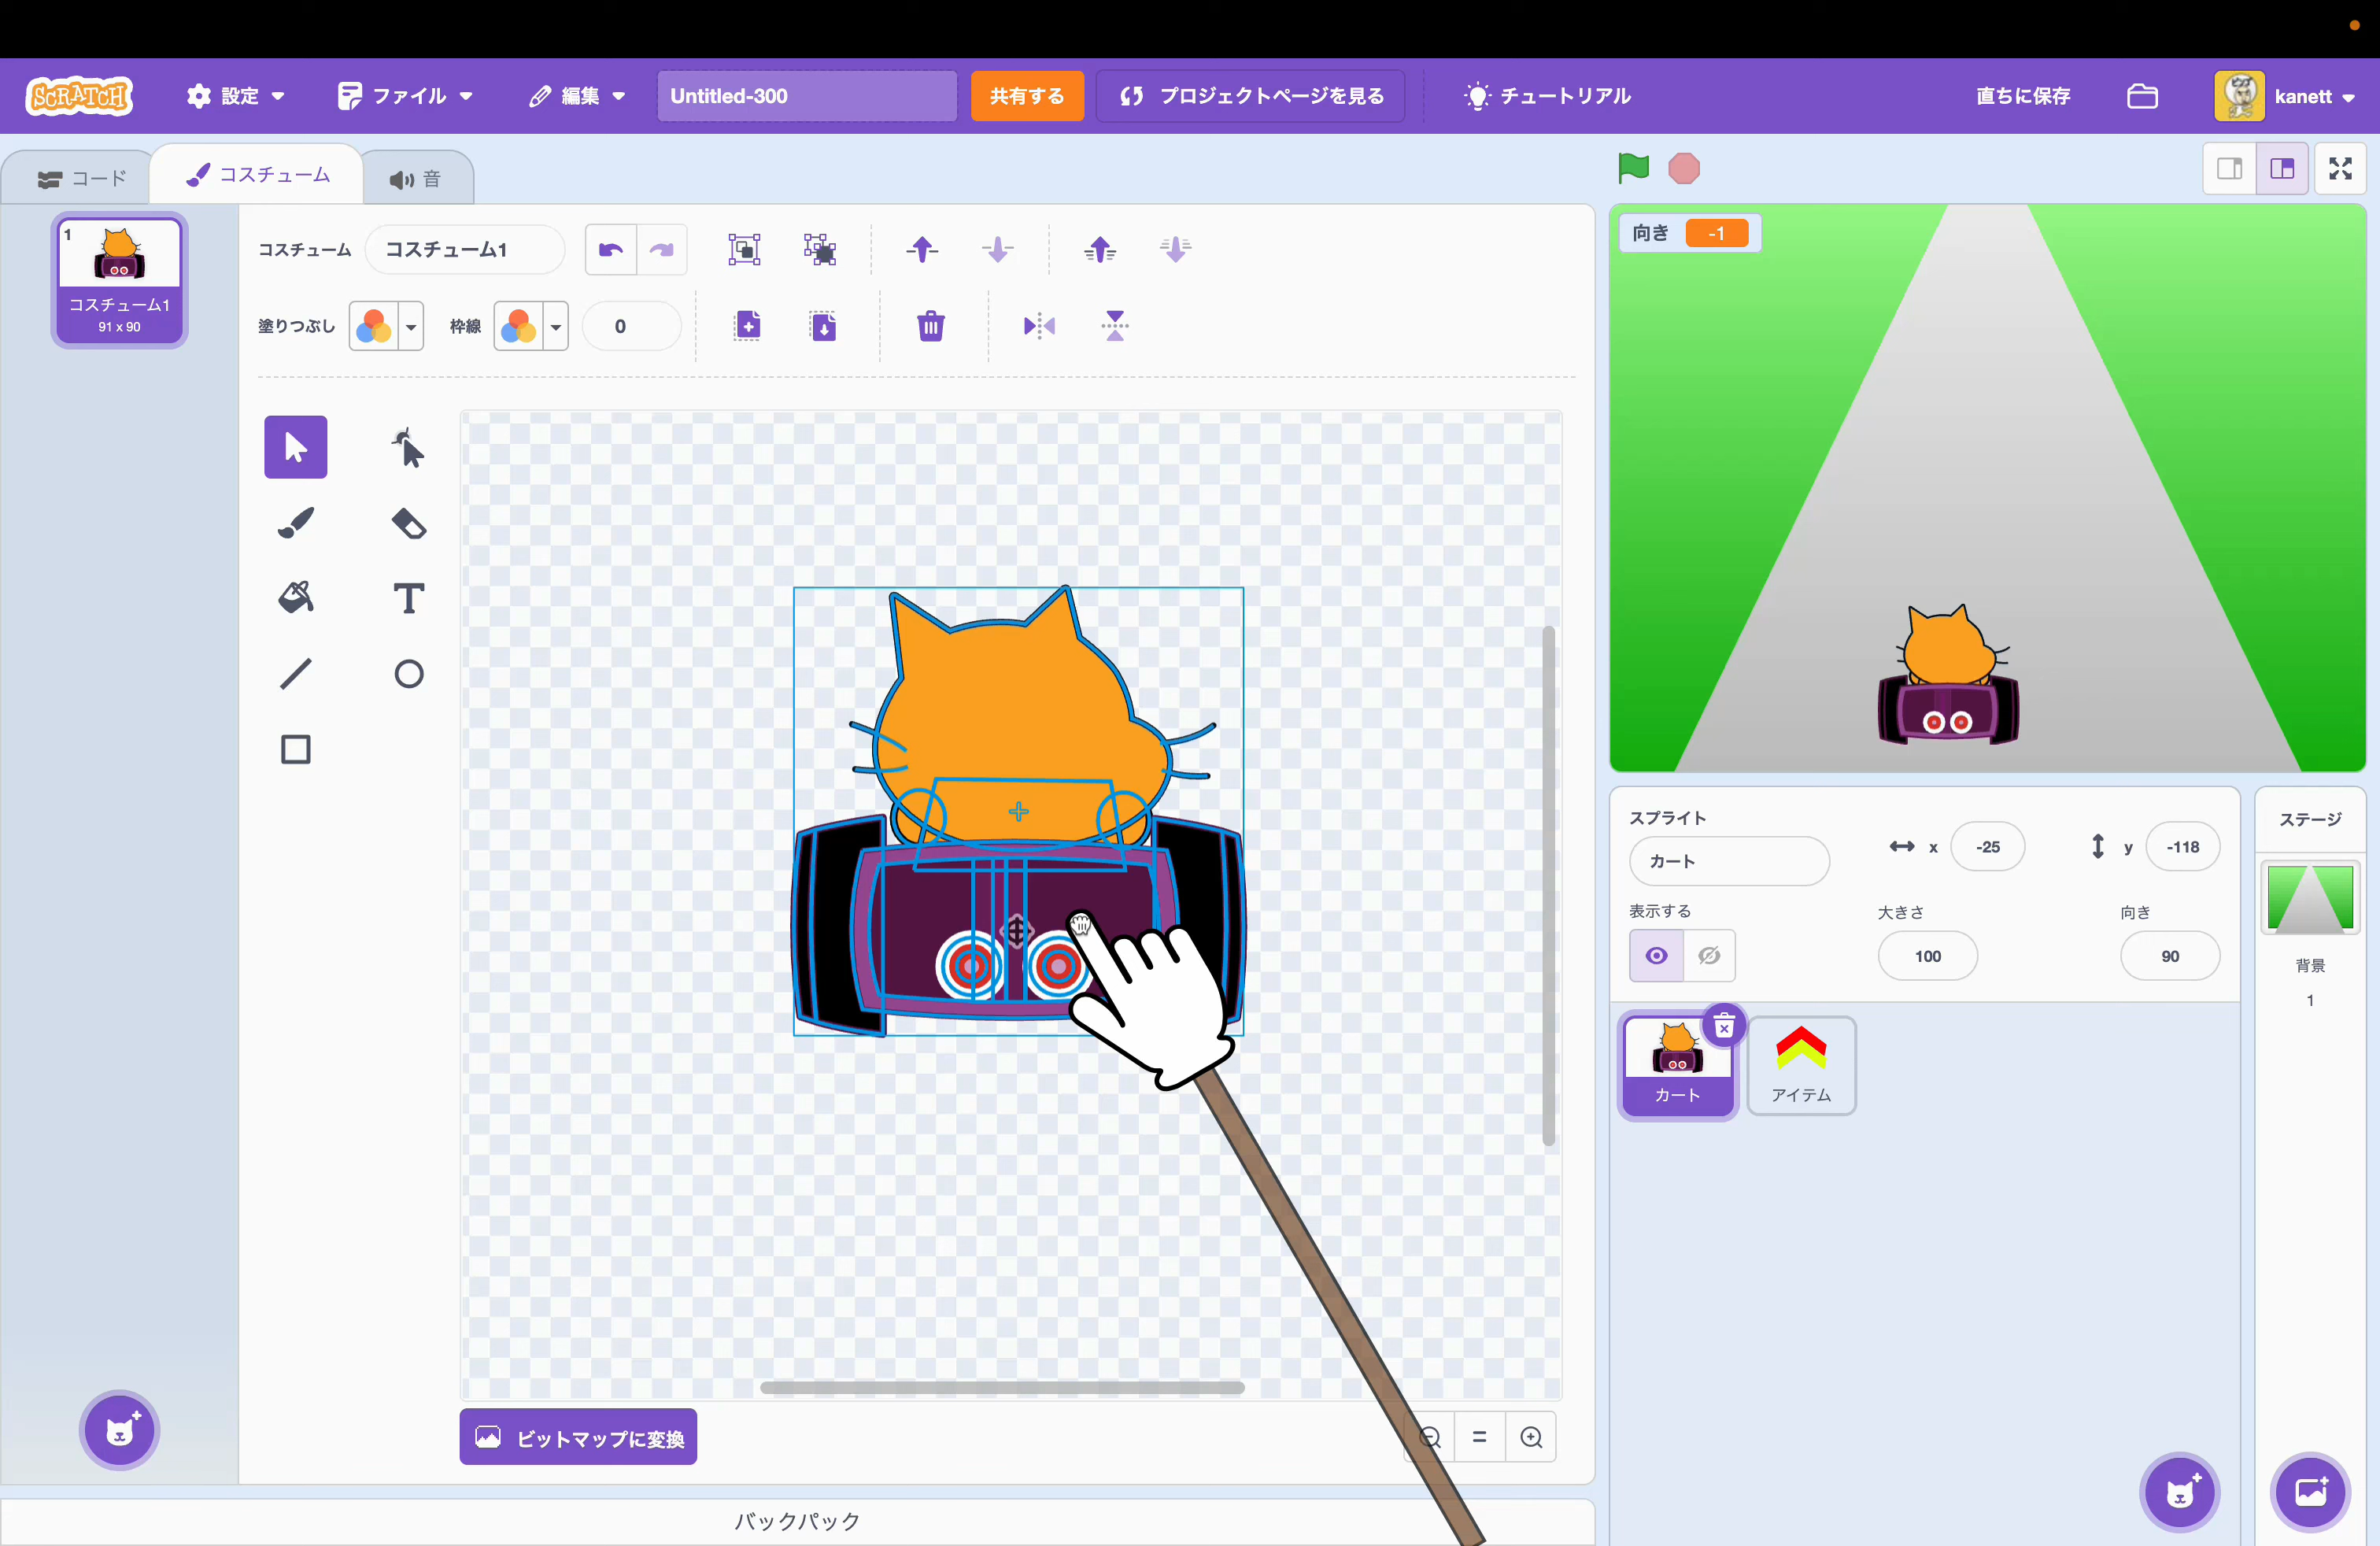 SCRATCH 設定 ファイル 編集 Untitled-300 共有する プロジェクトページを見る チュートリアル 直ちに保存 kanett
コード コスチューム 音
1
コスチューム1
91 x 90
コスチューム コスチューム1
塗りつぶし 枠線 0
ビットマップに変換
バックパック
向き -1
スプライト
カート
x -25
y -118
表示する
大きさ
100
向き
90
カート
アイテム
ステージ
背景
1